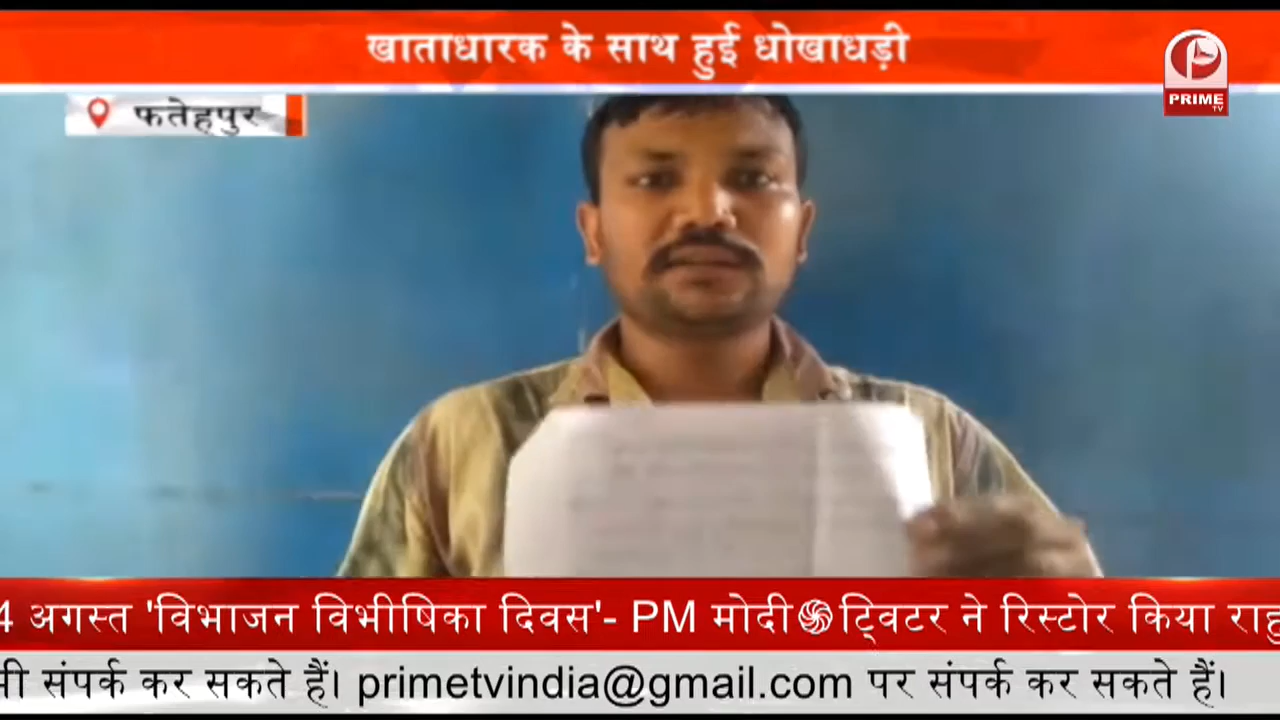 खाताधारक के साथ हुई धोखाधड़ी
PRIME
TV
फतेहपुर
4 अगस्त 'विभाजन विभीषिका दिवस'- PM मोदी ट्विटर ने रिस्टोर किया राहु
संपर्क कर सकते हैं। primetvindia@gmail.com पर संपर्क कर सकते हैं।